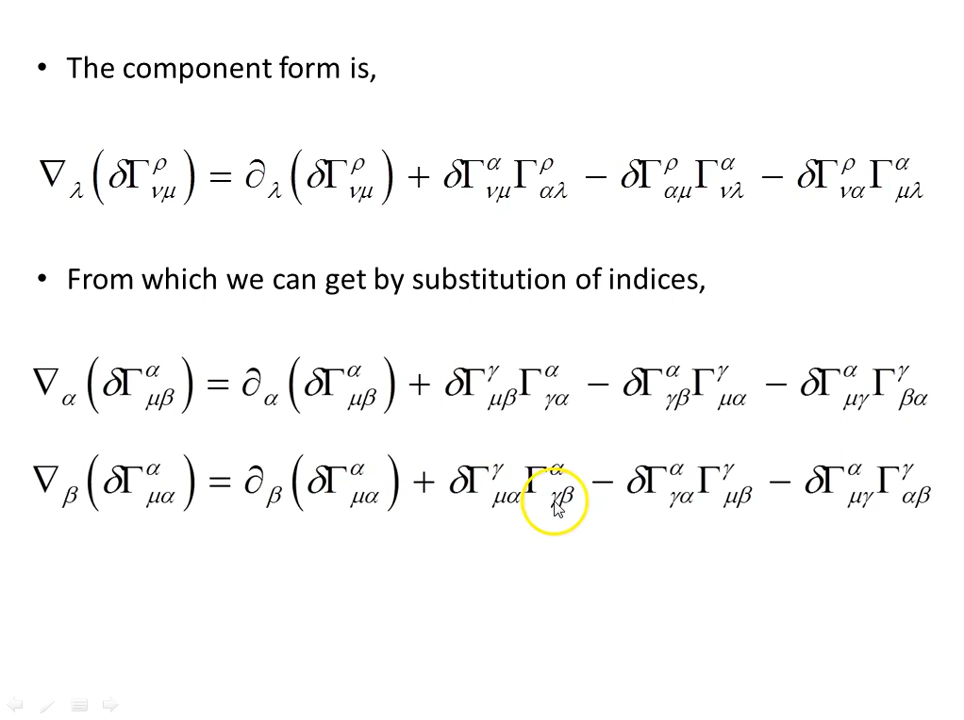 • The component form is,
∇_λ(δΓ^ρ_{νμ}) = ∂_λ(δΓ^ρ_{νμ}) + δΓ^α_{νμ}Γ^ρ_{αλ} − δΓ^ρ_{αμ}Γ^α_{νλ} − δΓ^ρ_{να}Γ^α_{μλ}
• From which we can get by substitution of indices,
∇_α(δΓ^α_{μβ}) = ∂_α(δΓ^α_{μβ}) + δΓ^γ_{μβ}Γ^α_{γα} − δΓ^α_{γβ}Γ^γ_{μα} − δΓ^α_{μγ}Γ^γ_{βα}
∇_β(δΓ^α_{μα}) = ∂_β(δΓ^α_{μα}) + δΓ^γ_{μα}Γ^α_{γβ} − δΓ^α_{γα}Γ^γ_{μβ} − δΓ^α_{μγ}Γ^γ_{αβ}